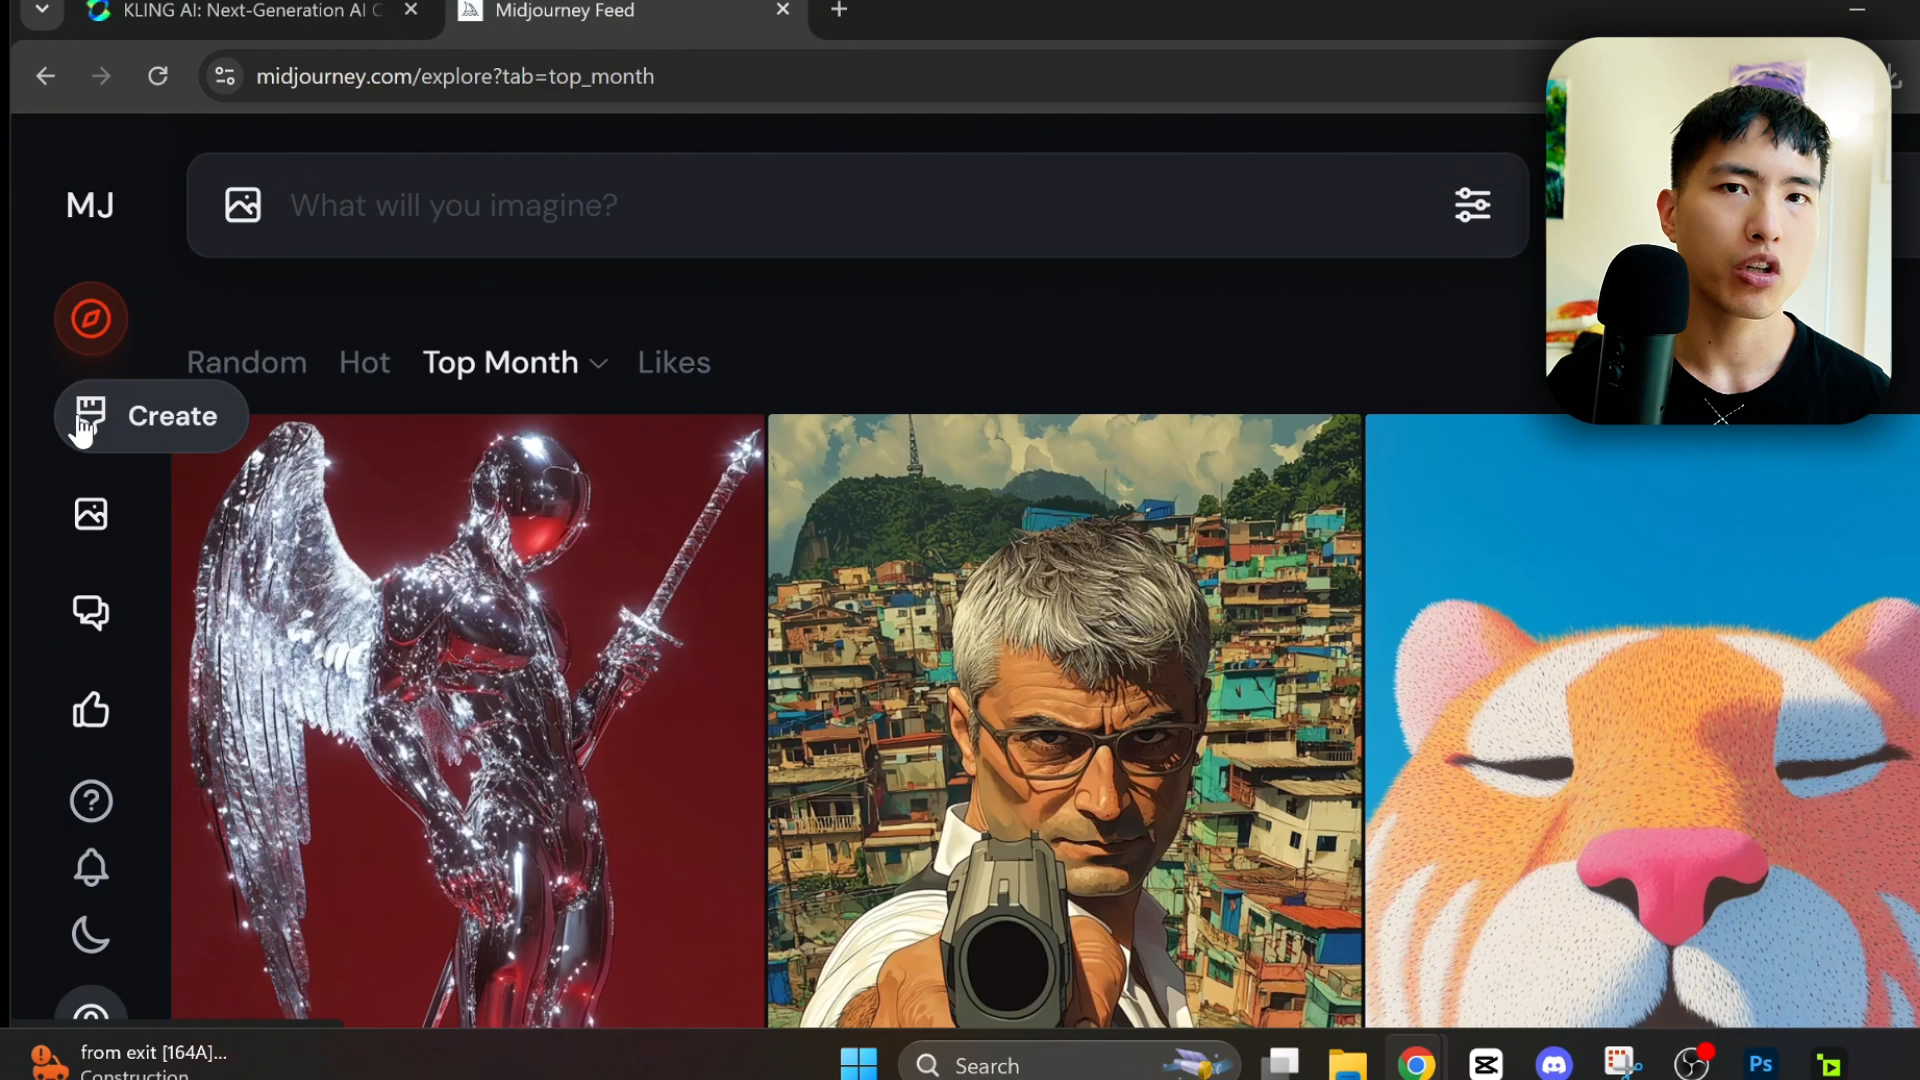 KLING AI: Next-Generation AI C
Midjourney Feed
midjourney.com/explore?tab=top_month
MJ
What will you imagine?
Random Hot Top Month Likes
Create
from exit [164A]...
Construction
Search
Ps